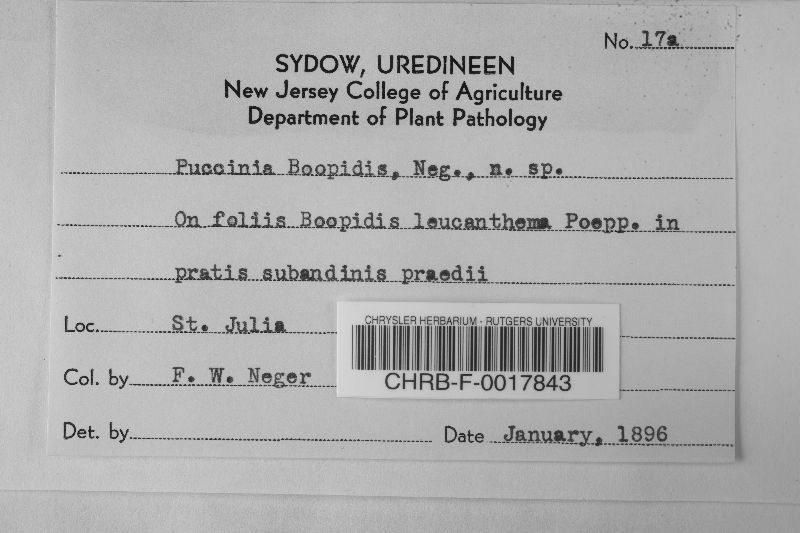 No. 17a
SYDOW, UREDINEEN
New Jersey College of Agriculture
Department of Plant Pathology
Puccinia Boopidis, Neg., n. sp.
On foliis Boopidis leucanthema Poepp. in
pratis subandinis praedii
Loc. St. Julia
CHRYSLER HERBARIUM - RUTGERS UNIVERSITY
CHRB-F-0017843
Col. by F. W. Neger
Det. by Date January, 1896